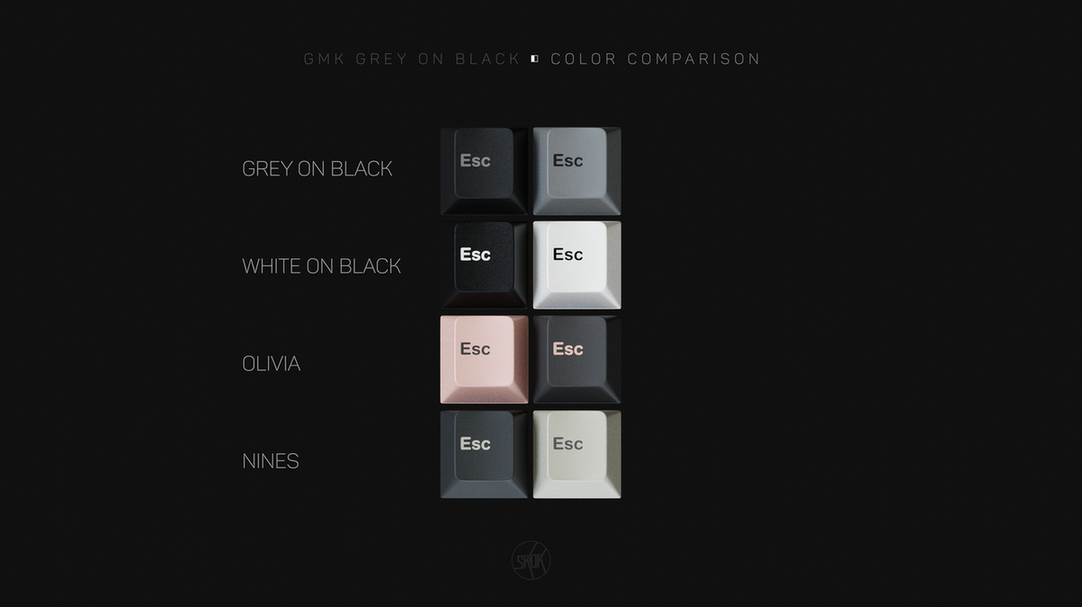 GMK GREY ON BLACK COLOR COMPARISON
GREY ON BLACK Esc Esc
WHITE ON BLACK Esc Esc
OLIVIA Esc Esc
NINES Esc Esc